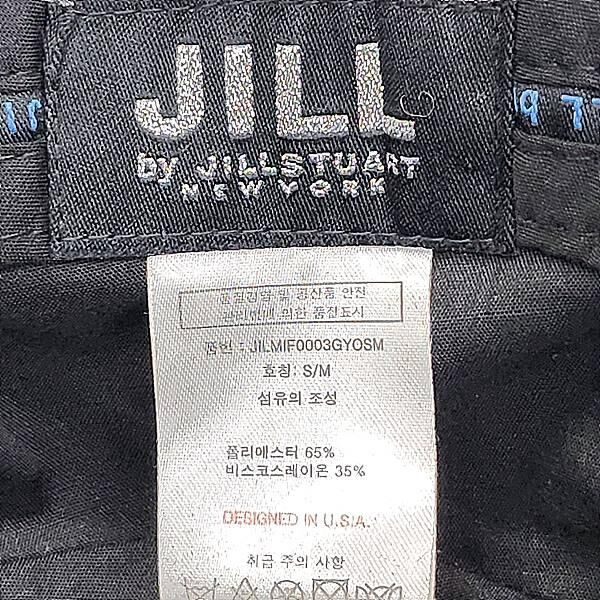 JILL
by JILLSTUART
NEW YORK
품질경영 및 공산품 안전
관리법에 의한 품질표시
품번 : JILMIF0003GYOSM
호칭: S/M
섬유의 조성
폴리에스터 65%
비스코스레이온 35%
DESIGNED IN U.S.A.
취급 주의 사항